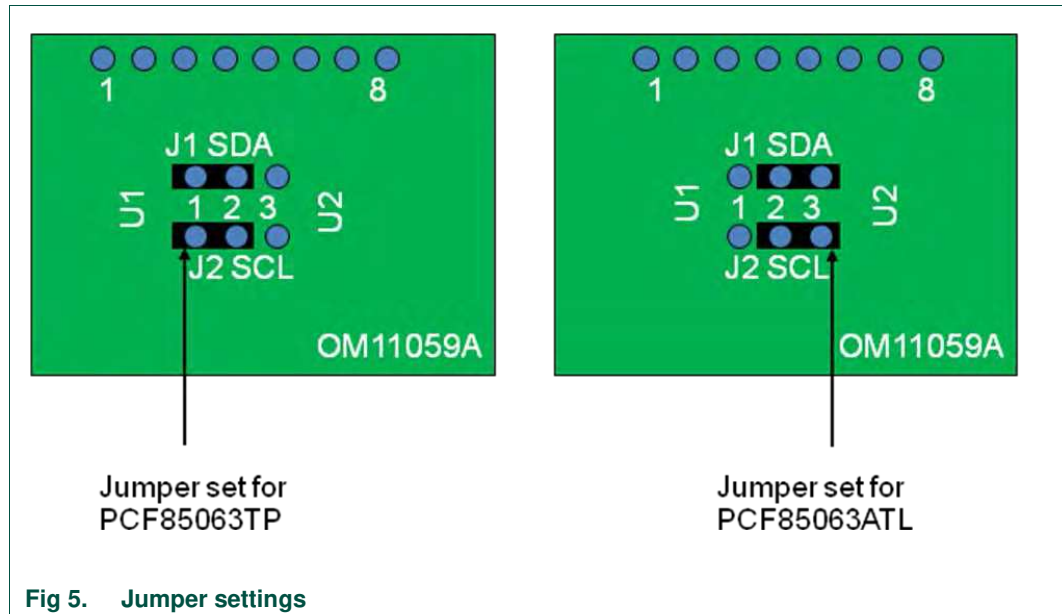 1 8
J1 SDA
U1
1 2 3
U2
J2 SCL
OM11059A
Jumper set for
PCF85063TP
1 8
J1 SDA
U1
1 2 3
U2
J2 SCL
OM11059A
Jumper set for
PCF85063ATL
Fig 5. Jumper settings